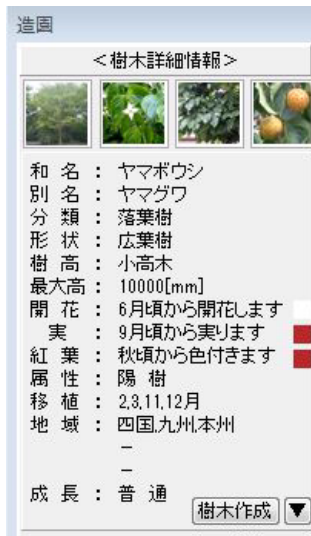 造園
<樹木詳細情報>
和 名 : ヤマボウシ
別 名 : ヤマグワ
分 類 : 落葉樹
形 状 : 広葉樹
樹 高 : 小高木
最大高 : 10000[mm]
開 花 : 6月頃から開花します
実 : 9月頃から実ります
紅 葉 : 秋頃から色付きます
属 性 : 陽 樹
移 植 : 2,3,11,12月
地 域 : 四国,九州,本州
–
–
成 長 : 普 通
樹木作成 ▼